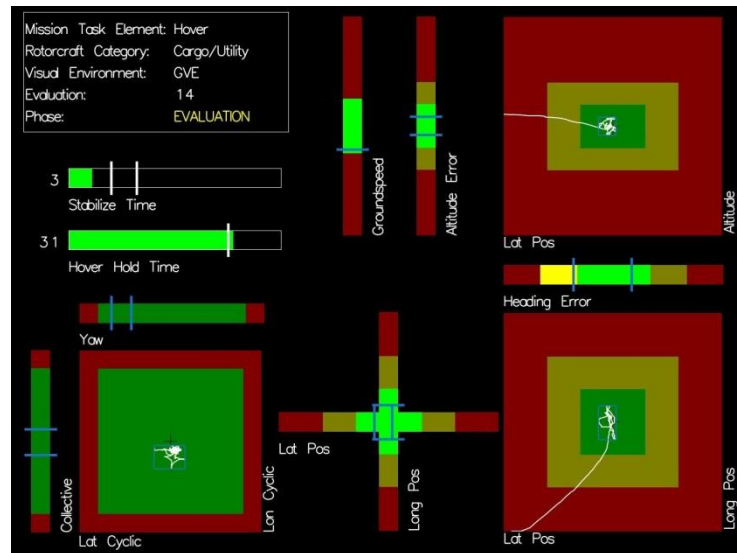 Mission Task Element: Hover
Rotorcraft Category: Cargo/Utility
Visual Environment: GVE
Evaluation: 14
Phase: EVALUATION
3
Stabilize Time
31
Hover Hold Time
Groundspeed
Altitude Error
Lat Pos
Altitude
Heading Error
Yaw
Collective
Lat Cyclic
Lon Cyclic
Lat Pos
Long Pos
Lat Pos
Long Pos